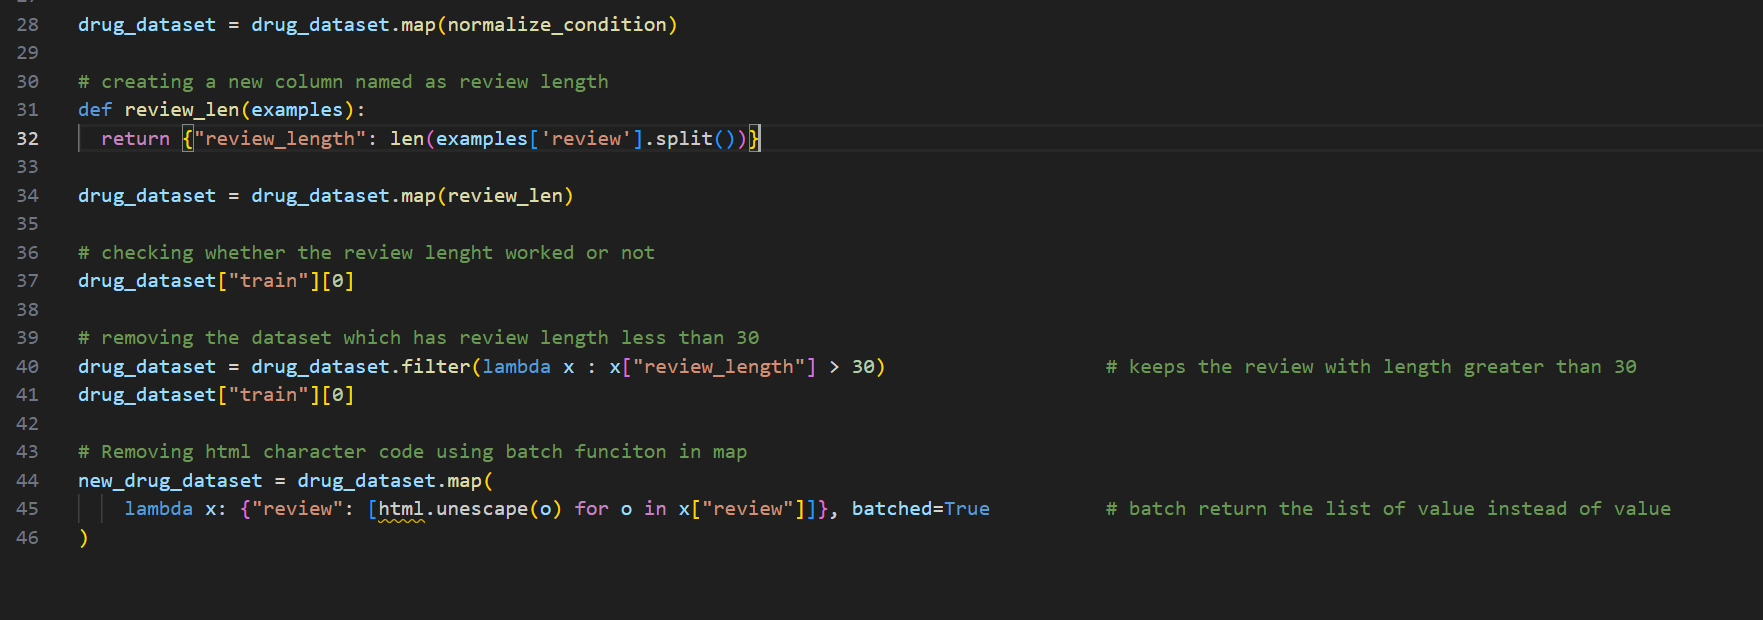 28 drug_dataset = drug_dataset.map(normalize_condition)
29
30 # creating a new column named as review length
31 def review_len(examples):
32 return {"review_length": len(examples['review'].split())}
33
34 drug_dataset = drug_dataset.map(review_len)
35
36 # checking whether the review lenght worked or not
37 drug_dataset["train"][0]
38
39 # removing the dataset which has review length less than 30
40 drug_dataset = drug_dataset.filter(lambda x : x["review_length"] > 30) # keeps the review with length greater than 30
41 drug_dataset["train"][0]
42
43 # Removing html character code using batch funciton in map
44 new_drug_dataset = drug_dataset.map(
45 lambda x: {"review": [html.unescape(o) for o in x["review"]]}, batched=True # batch return the list of value instead of value
46 )